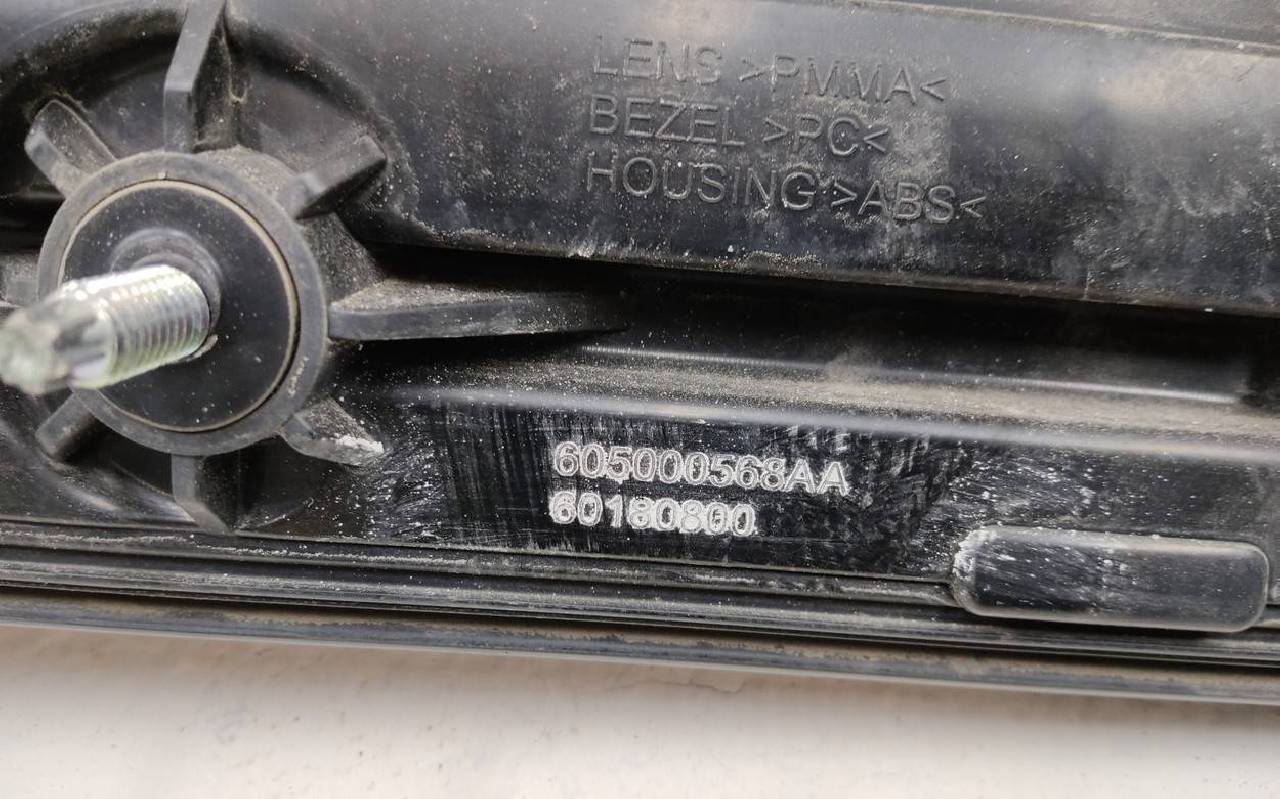 LENS >PMMA<
BEZEL >PC<
HOUSING >ABS<
605000568AA
60180800